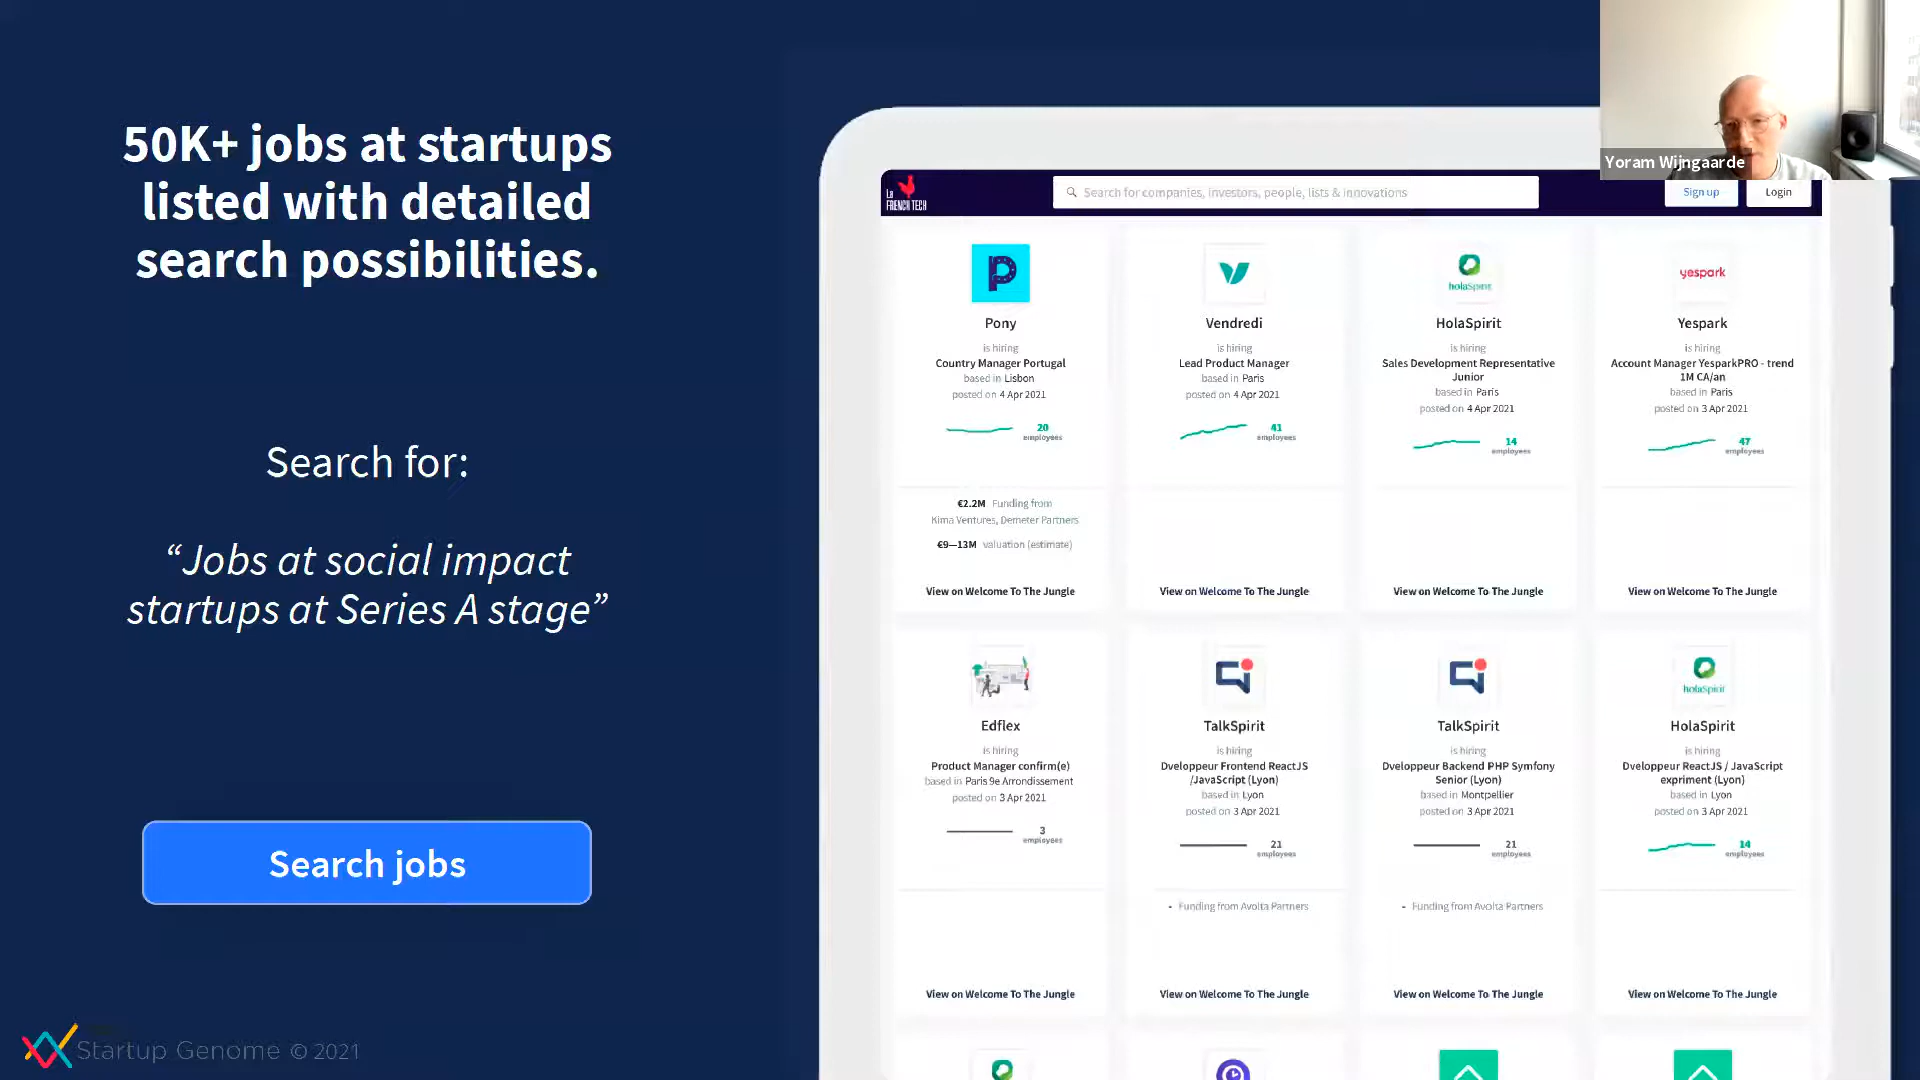 50K+ jobs at startups
listed with detailed
search possibilities.
Search for:
“Jobs at social impact
startups at Series A stage”
Search jobs
Startup Genome © 2021
Yoram Wijngaarde
La
FRENCH TECH
Search for companies, investors, people, lists & innovations
Sign up
Login
Pony
is hiring
Country Manager Portugal
based in Lisbon
posted on 4 Apr 2021
20
employees
€2.2M Funding from
Kima Ventures, Demeter Partners
€9—13M valuation (estimate)
View on Welcome To The Jungle
Vendredi
is hiring
Lead Product Manager
based in Paris
posted on 4 Apr 2021
41
employees
View on Welcome To The Jungle
holaSpirit
HolaSpirit
is hiring
Sales Development Representative
Junior
based in Paris
posted on 4 Apr 2021
14
employees
View on Welcome To The Jungle
yespark
Yespark
is hiring
Account Manager YesparkPRO - trend
1M CA/an
based in Paris
posted on 3 Apr 2021
47
employees
View on Welcome To The Jungle
Edflex
is hiring
Product Manager confirm(e)
based in Paris 9e Arrondissement
posted on 3 Apr 2021
3
employees
View on Welcome To The Jungle
TalkSpirit
is hiring
Dveloppeur Frontend ReactJS
/JavaScript (Lyon)
based in Lyon
posted on 3 Apr 2021
21
employees
- Funding from Avolta Partners
View on Welcome To The Jungle
TalkSpirit
is hiring
Dveloppeur Backend PHP Symfony
Senior (Lyon)
based in Montpellier
posted on 3 Apr 2021
21
employees
- Funding from Avolta Partners
View on Welcome To The Jungle
holaSpirit
HolaSpirit
is hiring
Dveloppeur ReactJS / JavaScript
expriment (Lyon)
based in Lyon
posted on 3 Apr 2021
14
employees
View on Welcome To The Jungle